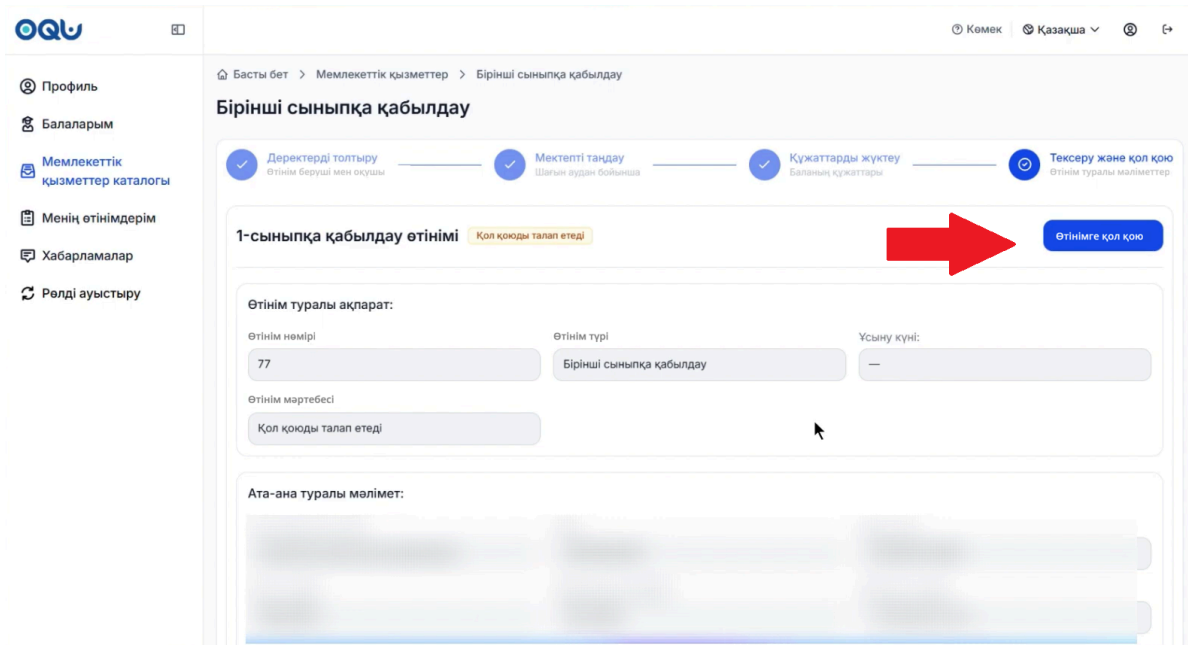 OQU
Көмек
Қазақша
Профиль
Балаларым
Мемлекеттік
қызметтер каталогы
Менің өтінімдерім
Хабарламалар
Рөлді ауыстыру
Басты бет > Мемлекеттік қызметтер > Бірінші сыныпқа қабылдау
Бірінші сыныпқа қабылдау
Деректерді толтыру
Өтінім беруші мен оқушы
Мектепті таңдау
Шағын аудан бойынша
Құжаттарды жүктеу
Баланың құжаттары
Тексеру және қол қою
Өтінім туралы мәліметтер
1-сыныпқа қабылдау өтінімі
Қол қоюды талап етеді
Өтінімге қол қою
Өтінім туралы ақпарат:
Өтінім нөмірі
77
Өтінім түрі
Бірінші сыныпқа қабылдау
Ұсыну күні:
—
Өтінім мәртебесі
Қол қоюды талап етеді
Ата-ана туралы мәлімет: